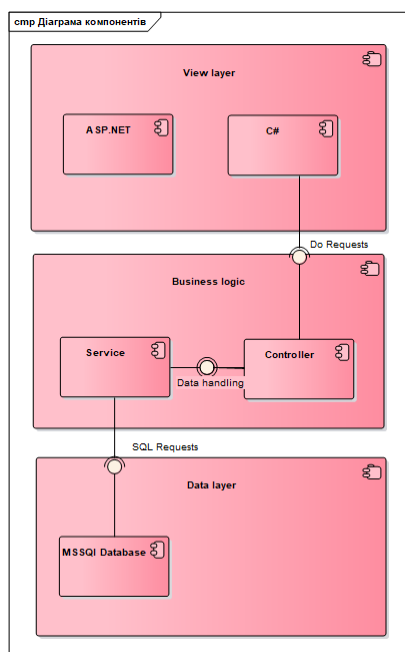 cmp Діаграма компонентів
View layer
ASP.NET
C#
Do Requests
Business logic
Service
Controller
Data handling
SQL Requests
Data layer
MSSQl Database